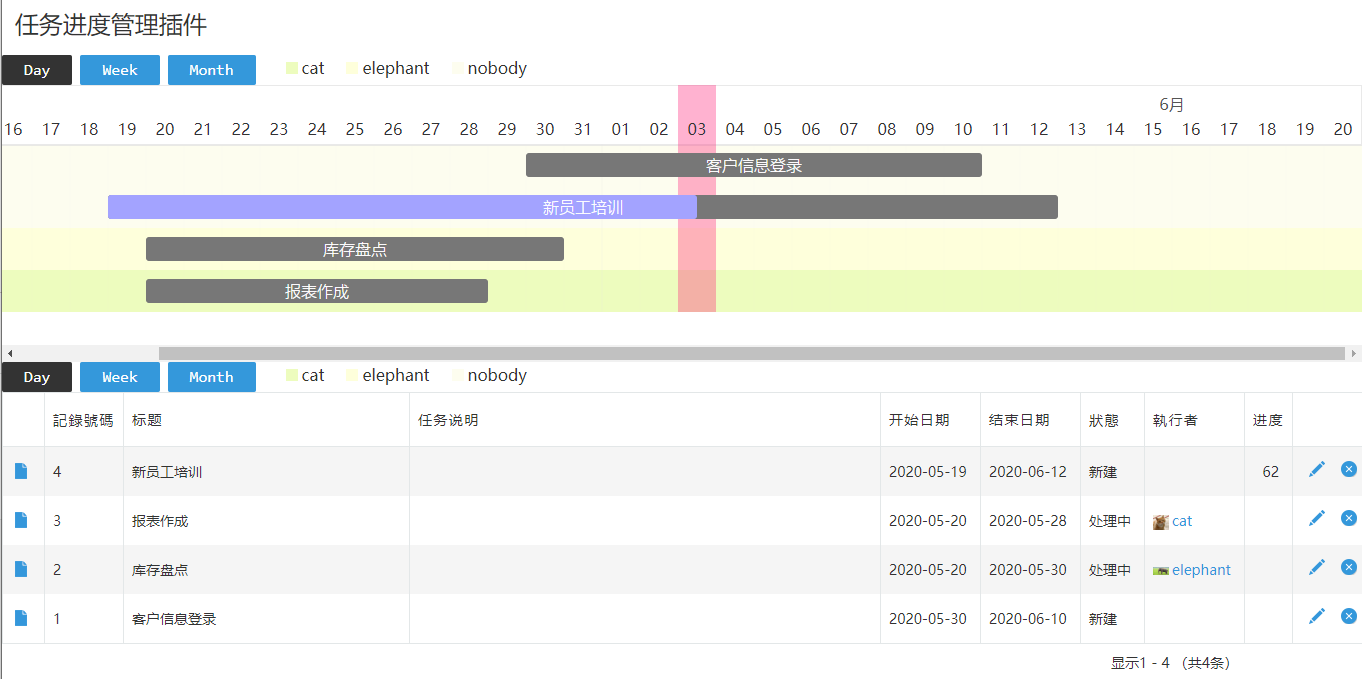 任务进度管理插件
Day Week Month cat elephant nobody
6月
16 17 18 19 20 21 22 23 24 25 26 27 28 29 30 31 01 02 03 04 05 06 07 08 09 10 11 12 13 14 15 16 17 18 19 20
客户信息登录
新员工培训
库存盘点
报表作成
Day Week Month cat elephant nobody
記錄號碼 标题 任务说明 开始日期 结束日期 狀態 執行者 进度
4 新员工培训 2020-05-19 2020-06-12 新建 62
3 报表作成 2020-05-20 2020-05-28 处理中 cat
2 库存盘点 2020-05-20 2020-05-30 处理中 elephant
1 客户信息登录 2020-05-30 2020-06-10 新建
显示1 - 4 （共4条）